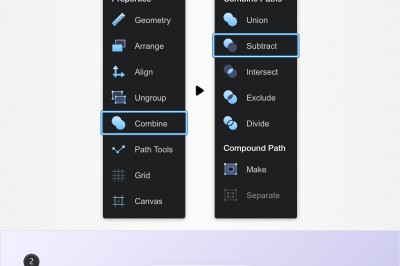 Properties
Geometry
Arrange
Align
Ungroup
Combine
Path Tools
Grid
Canvas
Combine Paths
Union
Subtract
Intersect
Exclude
Divide
Compound Path
Make
Separate
2